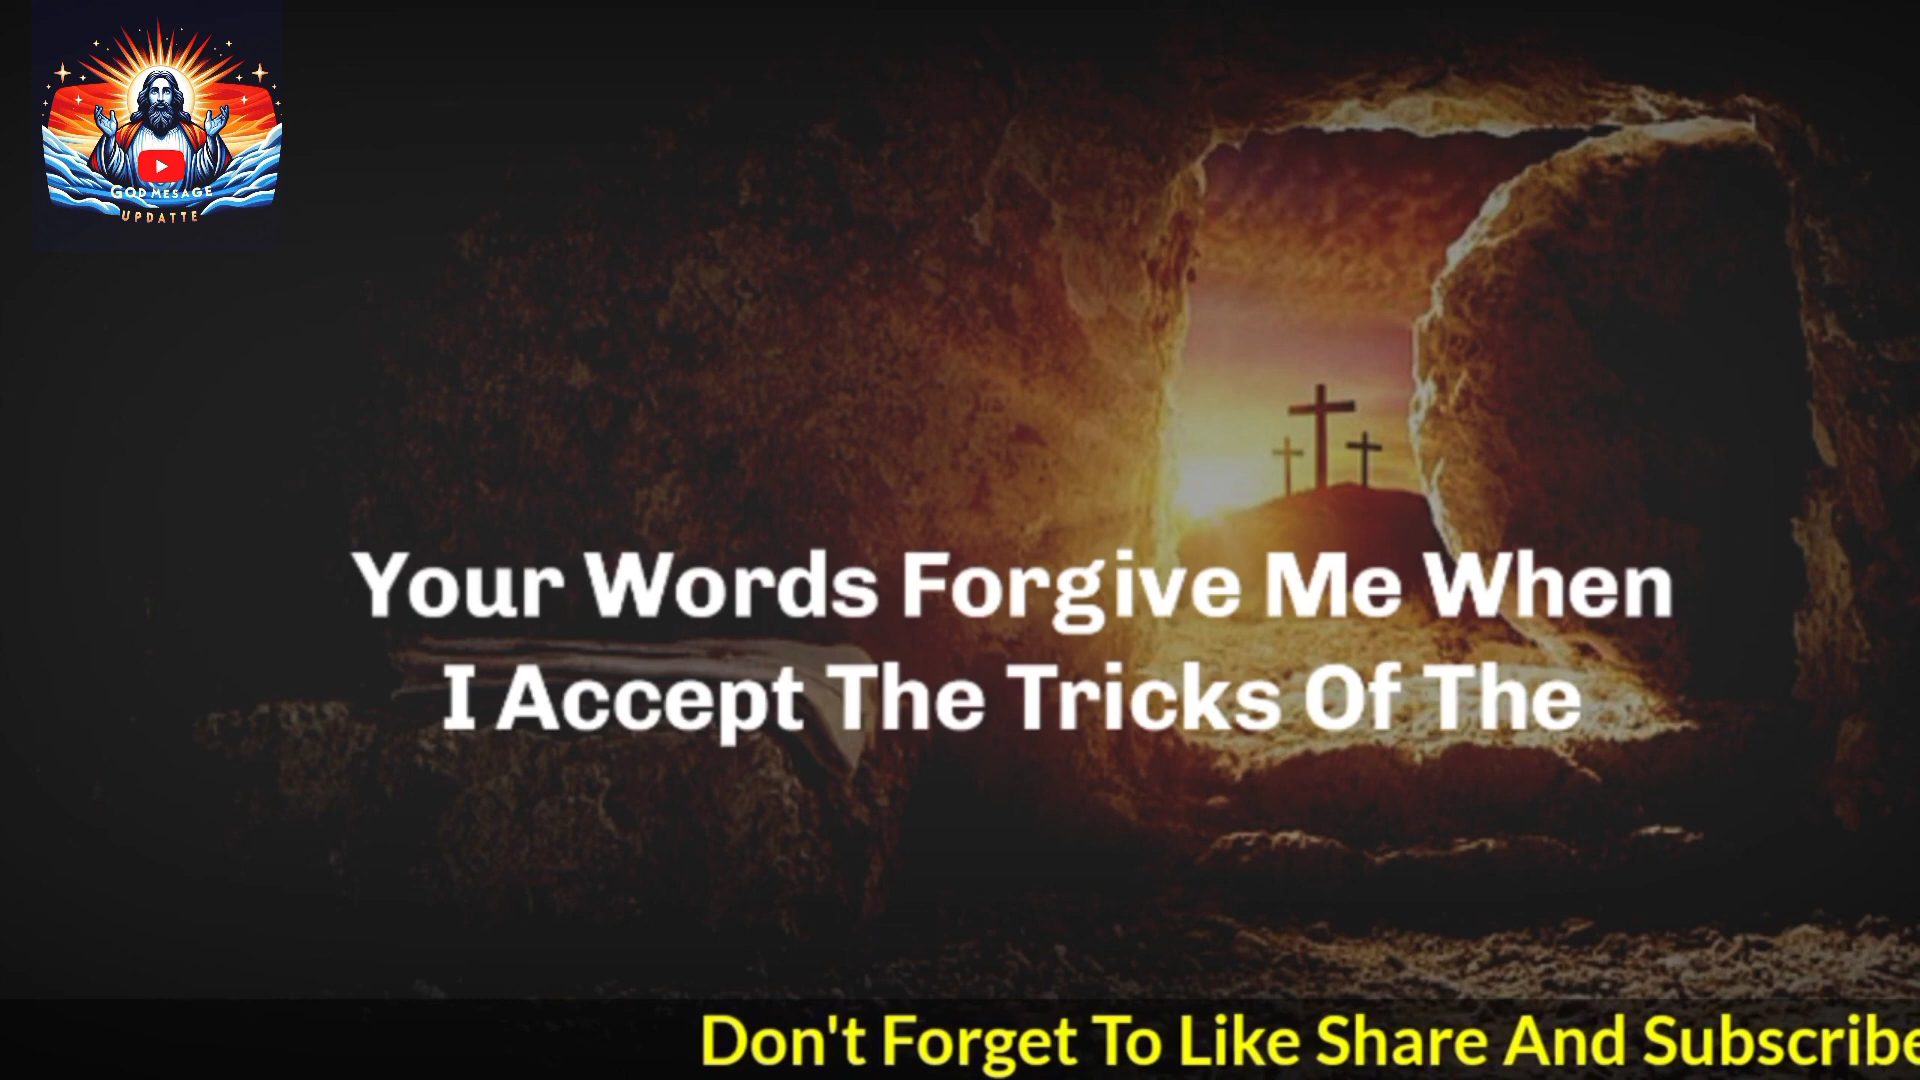 GOD MESAGE
UPDATTE
Your Words Forgive Me When
I Accept The Tricks Of The
Don't Forget To Like Share And Subscribe